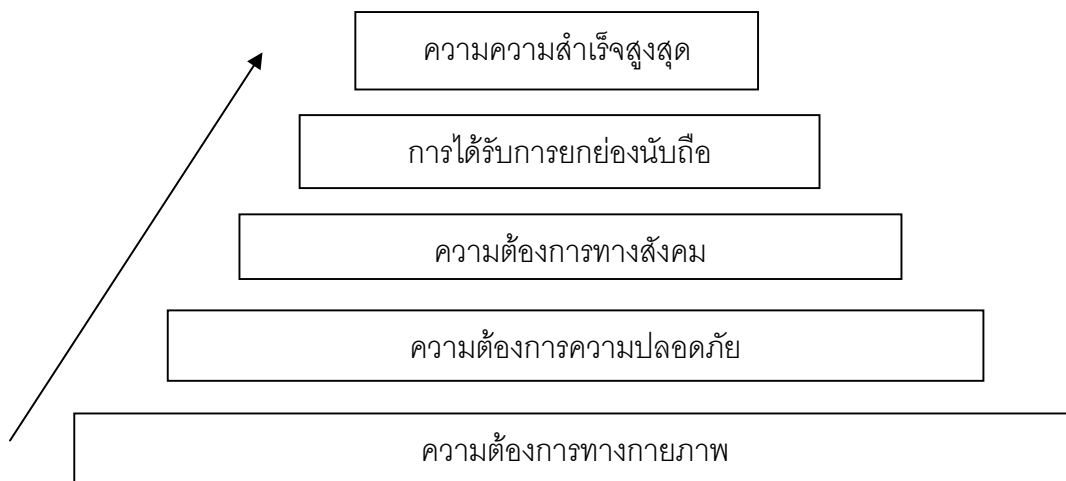 ความความสำเร็จสูงสุด
การได้รับการยกย่องนับถือ
ความต้องการทางสังคม
ความต้องการความปลอดภัย
ความต้องการทางกายภาพ